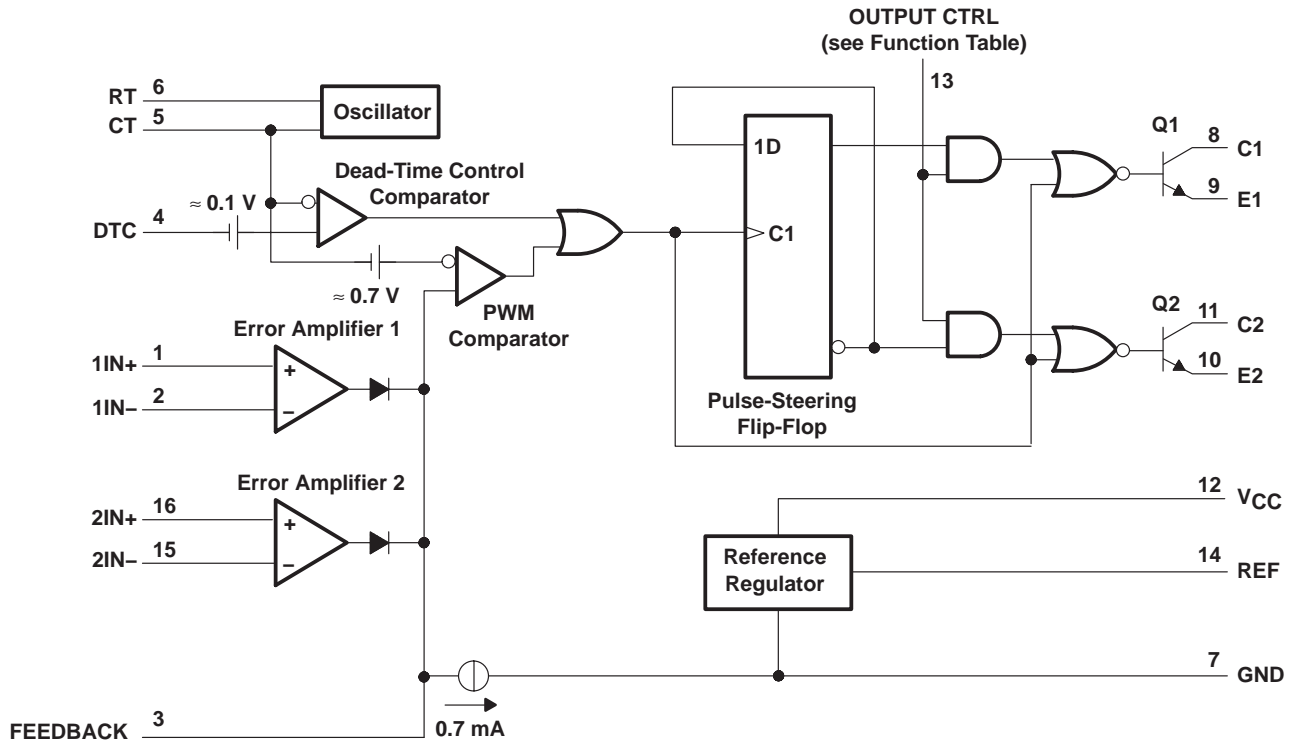 OUTPUT CTRL
(see Function Table)
13
RT 6
CT 5
Oscillator
Dead-Time Control
Comparator
≈ 0.1 V
DTC 4
≈ 0.7 V
PWM
Comparator
1D
C1
Pulse-Steering
Flip-Flop
Q1
8 C1
9 E1
Q2
11 C2
10 E2
Error Amplifier 1
1IN+ 1
+
1IN− 2
−
Error Amplifier 2
2IN+ 16
+
2IN− 15
−
12 VCC
Reference
Regulator
14 REF
7 GND
0.7 mA
FEEDBACK 3